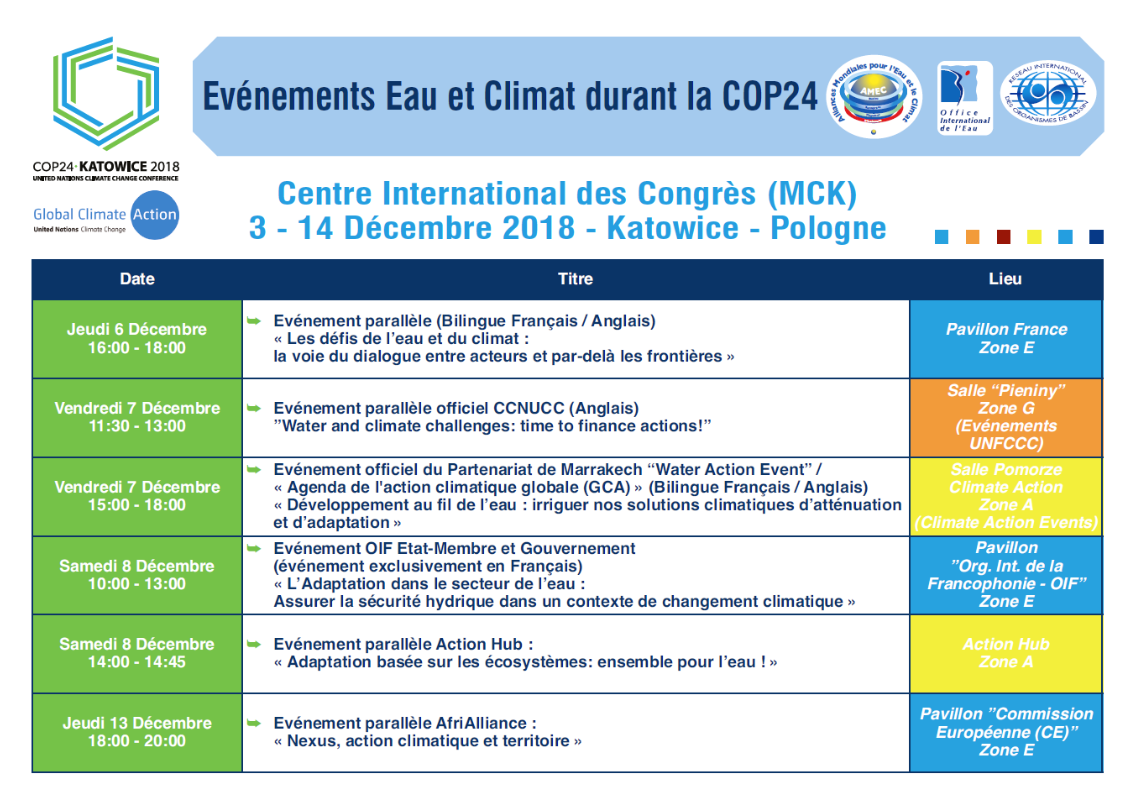 Evénements Eau et Climat durant la COP24
Alliances Mondiales pour l'Eau et le Climat
AMEC
Office
International
de l'Eau
RESEAU INTERNATIONAL
DES ORGANISMES DE BASSIN
COP24·KATOWICE 2018
UNITED NATIONS CLIMATE CHANGE CONFERENCE
Global Climate Action
United Nations Climate Change
Centre International des Congrès (MCK)
3 - 14 Décembre 2018 - Katowice - Pologne
Date Titre Lieu
Jeudi 6 Décembre
16:00 - 18:00
Evénement parallèle (Bilingue Français / Anglais)
« Les défis de l'eau et du climat :
la voie du dialogue entre acteurs et par-delà les frontières »
Pavillon France
Zone E
Vendredi 7 Décembre
11:30 - 13:00
Evénement parallèle officiel CCNUCC (Anglais)
”Water and climate challenges: time to finance actions!”
Salle “Pieniny”
Zone G
(Evénements
UNFCCC)
Vendredi 7 Décembre
15:00 - 18:00
Evénement officiel du Partenariat de Marrakech “Water Action Event” /
« Agenda de l'action climatique globale (GCA) » (Bilingue Français / Anglais)
« Développement au fil de l'eau : irriguer nos solutions climatiques d'atténuation
et d'adaptation »
Salle Pomorze
Climate Action
Zone A
(Climate Action Events)
Samedi 8 Décembre
10:00 - 13:00
Evénement OIF Etat-Membre et Gouvernement
(événement exclusivement en Français)
« L'Adaptation dans le secteur de l'eau :
Assurer la sécurité hydrique dans un contexte de changement climatique »
Pavillon
”Org. Int. de la
Francophonie - OIF”
Zone E
Samedi 8 Décembre
14:00 - 14:45
Evénement parallèle Action Hub :
« Adaptation basée sur les écosystèmes: ensemble pour l'eau ! »
Action Hub
Zone A
Jeudi 13 Décembre
18:00 - 20:00
Evénement parallèle AfriAlliance :
« Nexus, action climatique et territoire »
Pavillon ”Commission
Européenne (CE)”
Zone E